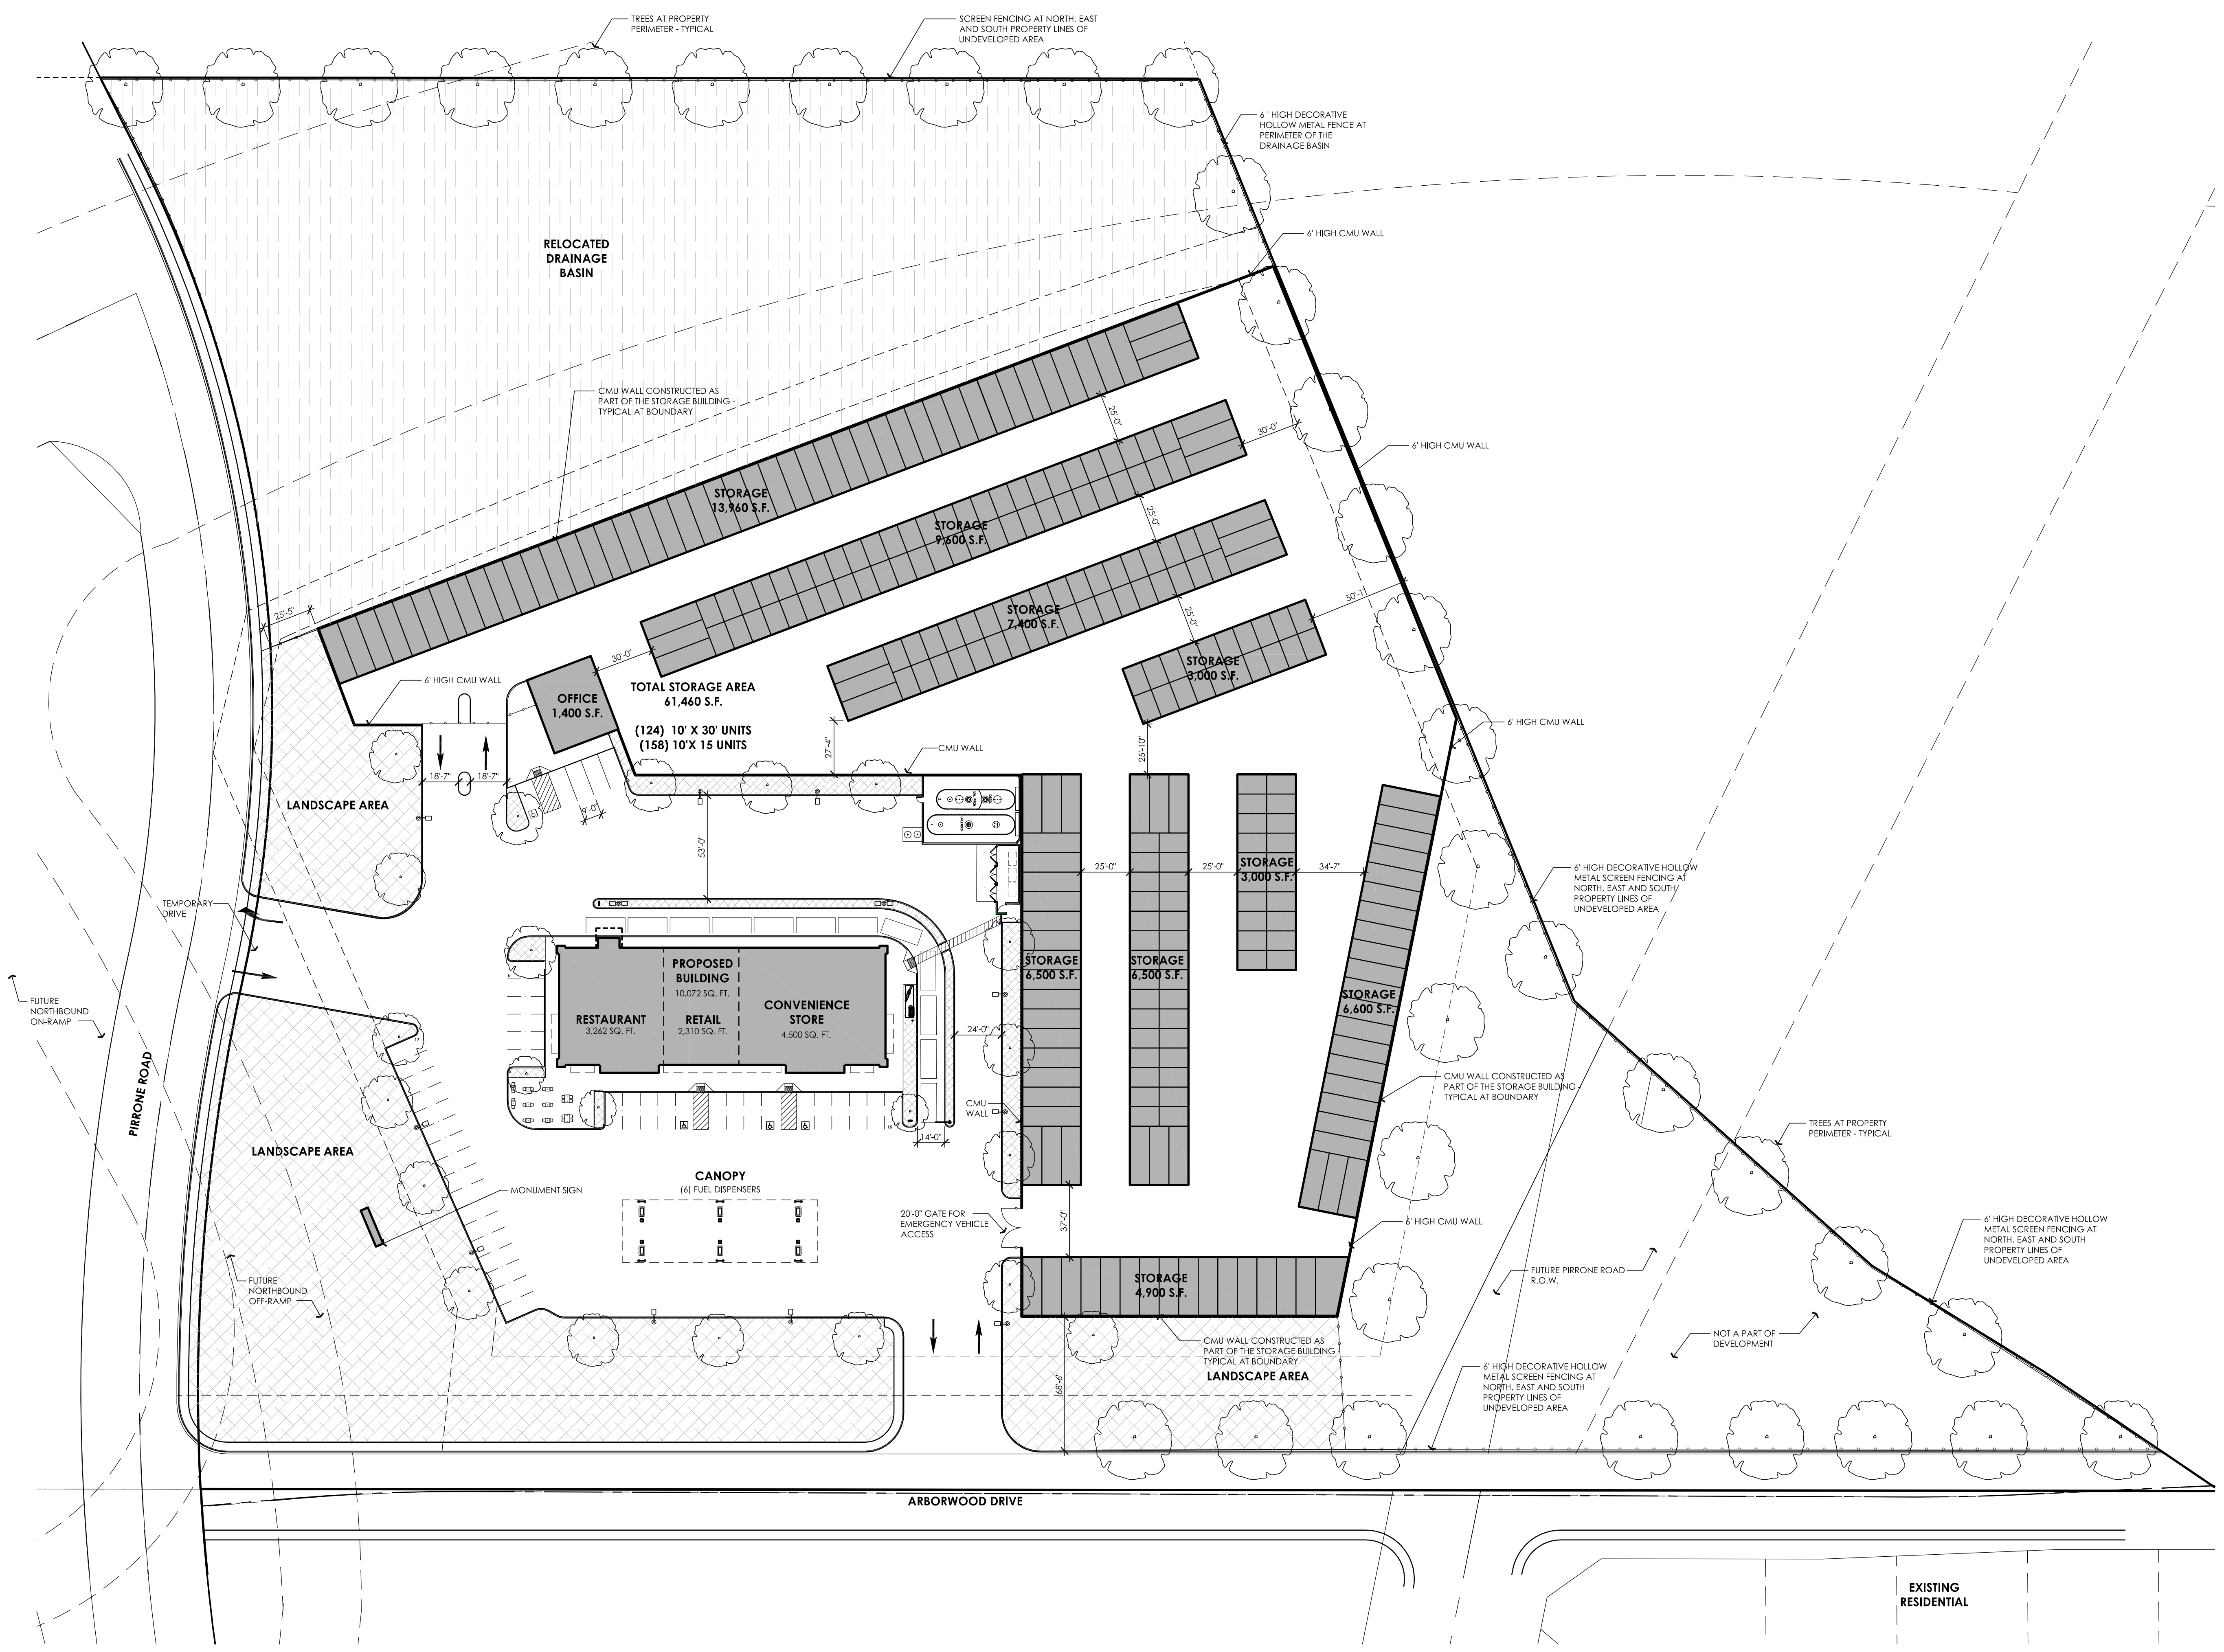 TREES AT PROPERTY
PERIMETER - TYPICAL
SCREEN FENCING AT NORTH, EAST
AND SOUTH PROPERTY LINES OF
UNDEVELOPED AREA
6 ' HIGH DECORATIVE
HOLLOW METAL FENCE AT
PERIMETER OF THE
DRAINAGE BASIN
6' HIGH CMU WALL
RELOCATED
DRAINAGE
BASIN
CMU WALL CONSTRUCTED AS
PART OF THE STORAGE BUILDING -
TYPICAL AT BOUNDARY
25'-0"
30'-0"
6' HIGH CMU WALL
STORAGE
13,960 S.F.
STORAGE
9,600 S.F.
25'-0"
STORAGE
7,400 S.F.
25'-0"
50'-1"
25'-5"
STORAGE
3,000 S.F.
30'-0"
6' HIGH CMU WALL
OFFICE
1,400 S.F.
TOTAL STORAGE AREA
61,460 S.F.
(124) 10' X 30' UNITS
(158) 10'X 15 UNITS
27'-4"
25'-10"
CMU WALL
6' HIGH CMU WALL
18'-7"
18'-7"
9'-0"
LANDSCAPE AREA
53'-0"
25'-0"
25'-0"
34'-7"
STORAGE
3,000 S.F.
6' HIGH DECORATIVE HOLLOW
METAL SCREEN FENCING AT
NORTH, EAST AND SOUTH
PROPERTY LINES OF
UNDEVELOPED AREA
TEMPORARY
DRIVE
PROPOSED
BUILDING
10,072 SQ. FT.
RESTAURANT
3,262 SQ. FT.
RETAIL
2,310 SQ. FT.
CONVENIENCE
STORE
4,500 SQ. FT.
STORAGE
6,500 S.F.
STORAGE
6,500 S.F.
STORAGE
6,600 S.F.
FUTURE
NORTHBOUND
ON-RAMP
24'-0"
17
PIRRONE ROAD
CMU
WALL
CMU WALL CONSTRUCTED AS
PART OF THE STORAGE BUILDING -
TYPICAL AT BOUNDARY
14'-0"
TREES AT PROPERTY
PERIMETER - TYPICAL
LANDSCAPE AREA
MONUMENT SIGN
CANOPY
(6) FUEL DISPENSERS
20'-0" GATE FOR
EMERGENCY VEHICLE
ACCESS
37'-0"
6' HIGH CMU WALL
6' HIGH DECORATIVE HOLLOW
METAL SCREEN FENCING AT
NORTH, EAST AND SOUTH
PROPERTY LINES OF
UNDEVELOPED AREA
FUTURE
NORTHBOUND
OFF-RAMP
STORAGE
4,900 S.F.
FUTURE PIRRONE ROAD
R.O.W.
NOT A PART OF
DEVELOPMENT
CMU WALL CONSTRUCTED AS
PART OF THE STORAGE BUILDING -
TYPICAL AT BOUNDARY
LANDSCAPE AREA
68'-6"
6' HIGH DECORATIVE HOLLOW
METAL SCREEN FENCING AT
NORTH, EAST AND SOUTH
PROPERTY LINES OF
UNDEVELOPED AREA
ARBORWOOD DRIVE
EXISTING
RESIDENTIAL